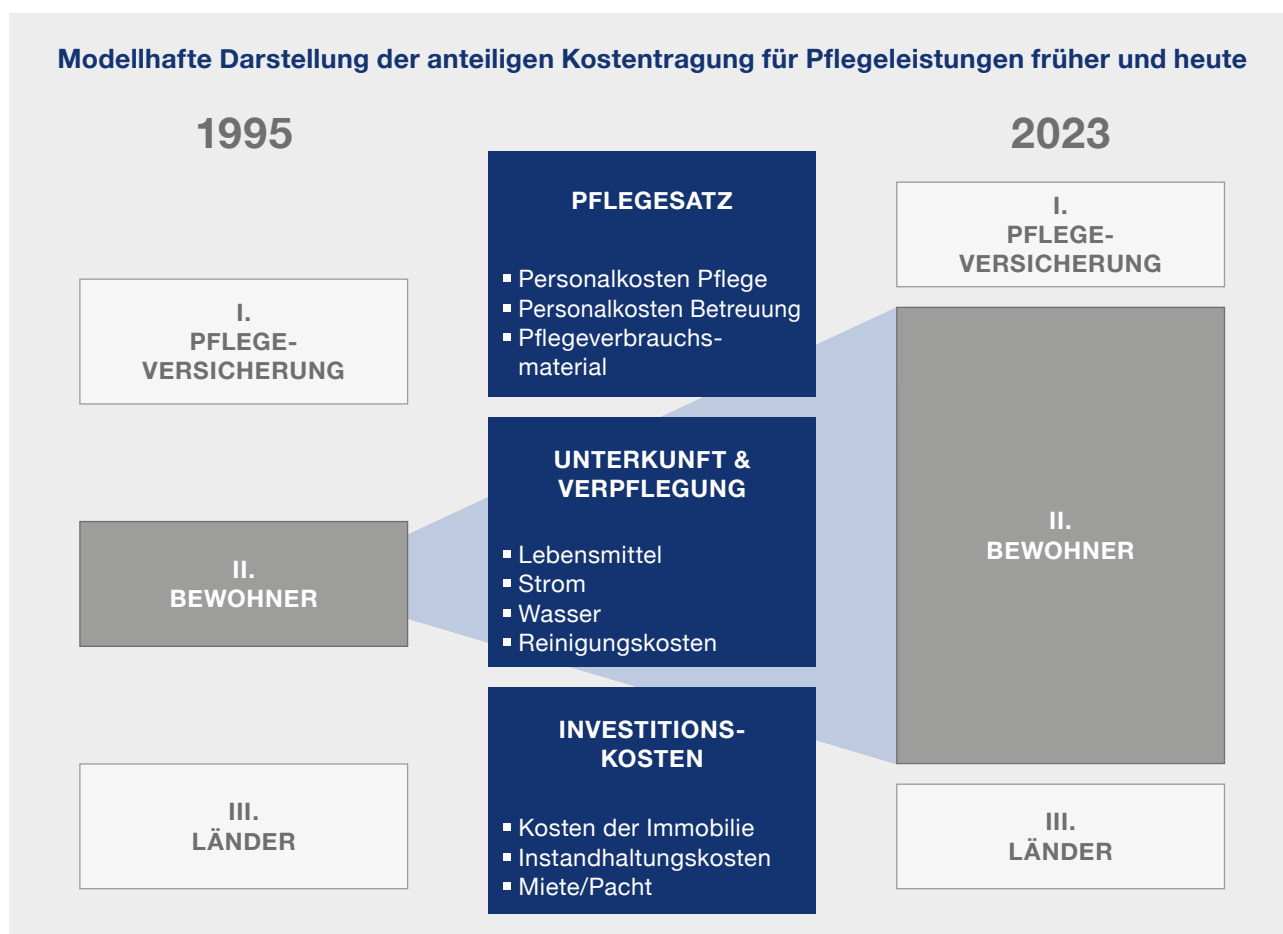 Modellhafte Darstellung der anteiligen Kostentragung für Pflegeleistungen früher und heute
1995
I.
PFLEGE-
VERSICHERUNG
II.
BEWOHNER
III.
LÄNDER
PFLEGESATZ
▪ Personalkosten Pflege
▪ Personalkosten Betreuung
▪ Pflegeverbrauchs-
material
UNTERKUNFT &
VERPFLEGUNG
▪ Lebensmittel
▪ Strom
▪ Wasser
▪ Reinigungskosten
INVESTITIONS-
KOSTEN
▪ Kosten der Immobilie
▪ Instandhaltungskosten
▪ Miete/Pacht
2023
I.
PFLEGE-
VERSICHERUNG
II.
BEWOHNER
III.
LÄNDER